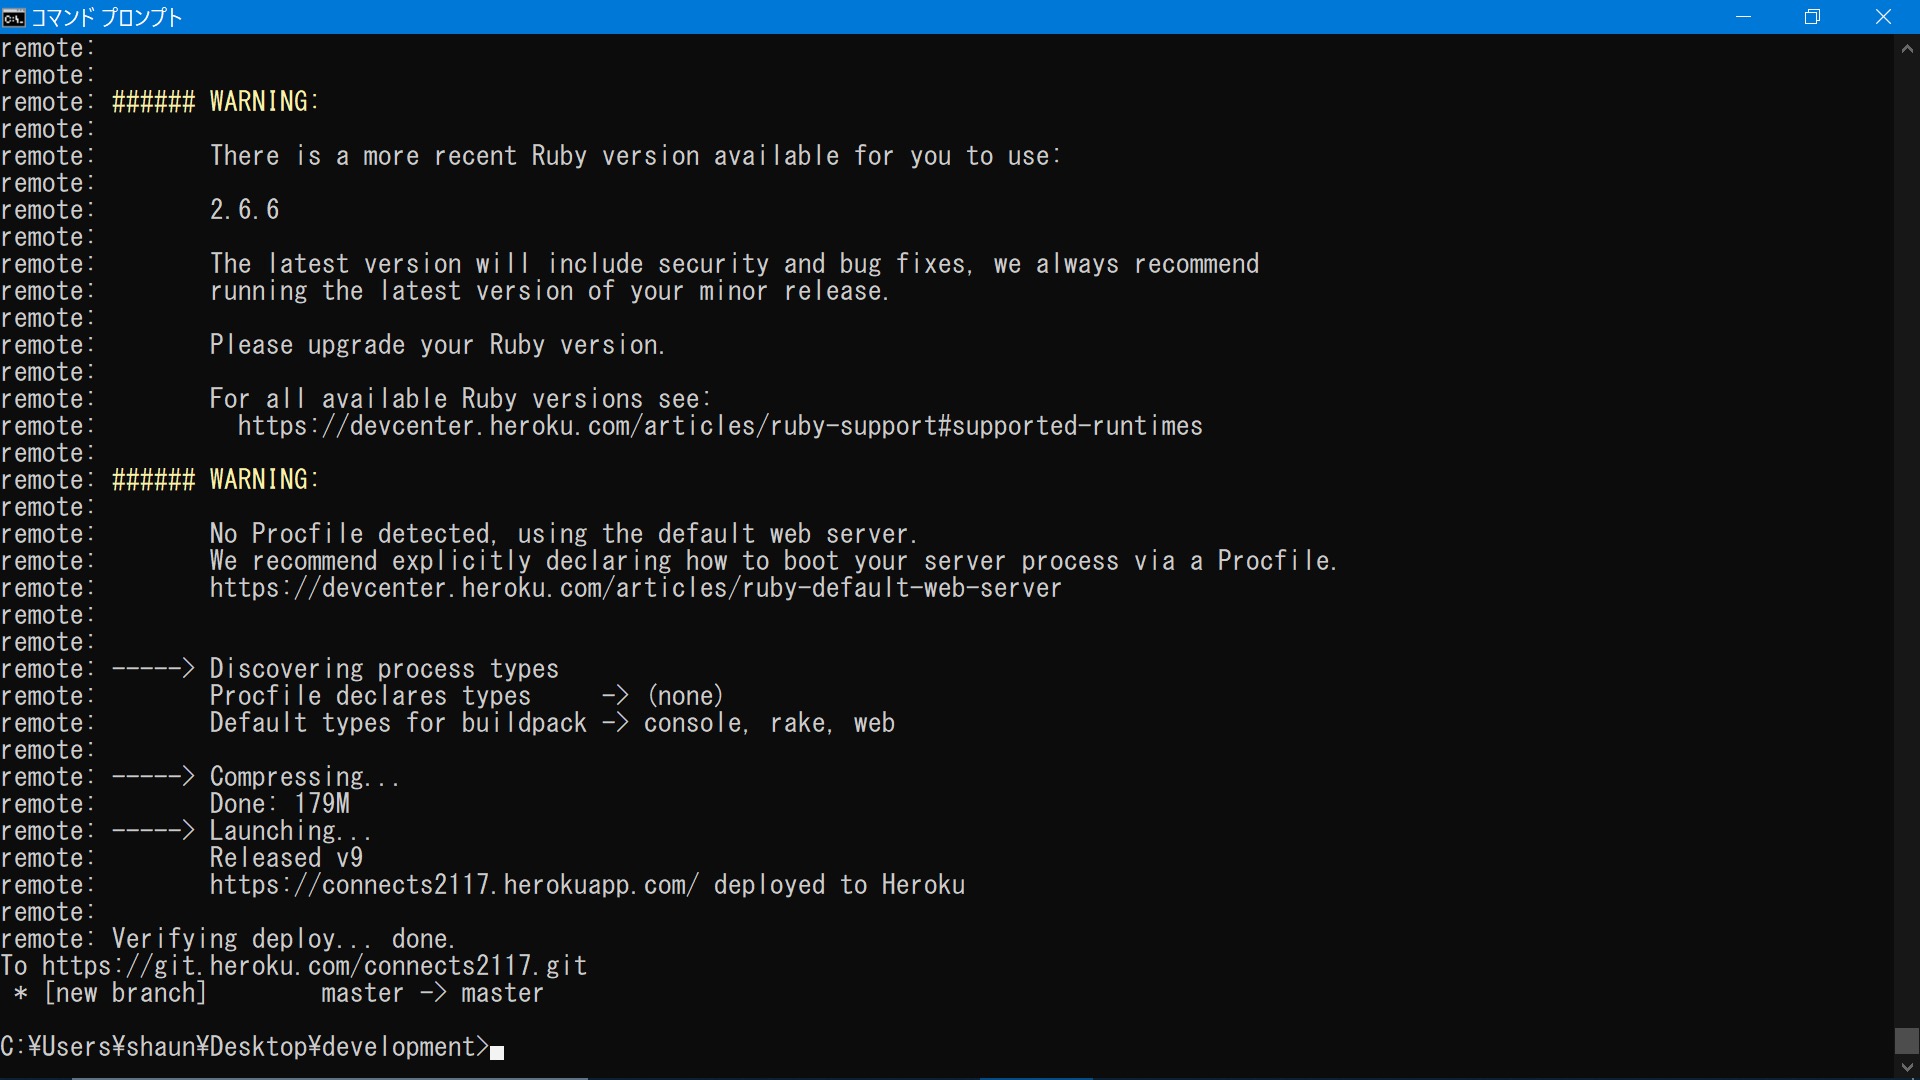 コマンド プロンプト
remote:
remote:
remote: ###### WARNING:
remote:
remote:        There is a more recent Ruby version available for you to use:
remote:
remote:        2.6.6
remote:
remote:        The latest version will include security and bug fixes, we always recommend
remote:        running the latest version of your minor release.
remote:
remote:        Please upgrade your Ruby version.
remote:
remote:        For all available Ruby versions see:
remote:          https://devcenter.heroku.com/articles/ruby-support#supported-runtimes
remote:
remote: ###### WARNING:
remote:
remote:        No Procfile detected, using the default web server.
remote:        We recommend explicitly declaring how to boot your server process via a Procfile.
remote:        https://devcenter.heroku.com/articles/ruby-default-web-server
remote:
remote:
remote: -----> Discovering process types
remote:        Procfile declares types     -> (none)
remote:        Default types for buildpack -> console, rake, web
remote:
remote: -----> Compressing...
remote:        Done: 179M
remote: -----> Launching...
remote:        Released v9
remote:        https://connects2117.herokuapp.com/ deployed to Heroku
remote:
remote: Verifying deploy... done.
To https://git.heroku.com/connects2117.git
 * [new branch]        master -> master
C:¥Users¥shaun¥Desktop¥development>